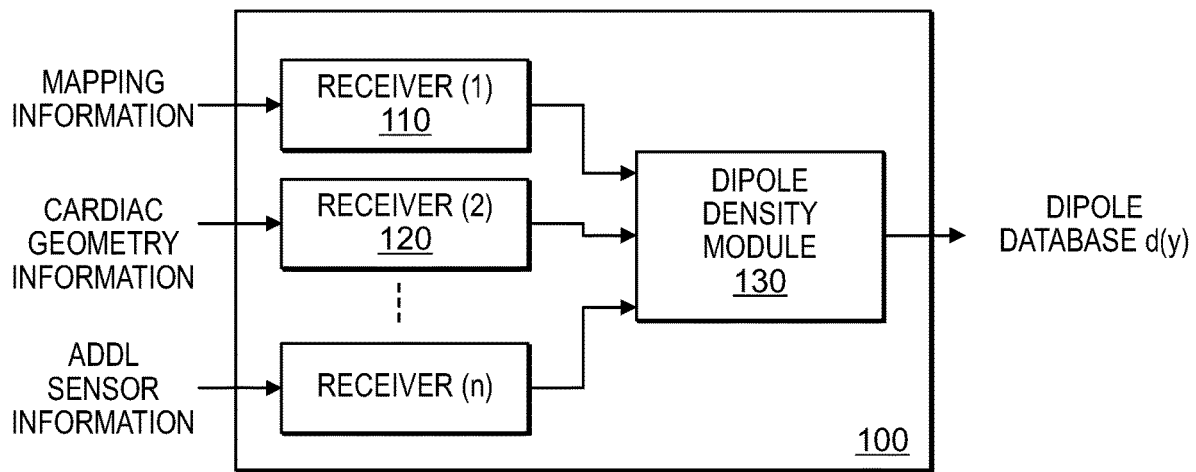 MAPPING
INFORMATION
RECEIVER (1)
110
CARDIAC
GEOMETRY
INFORMATION
RECEIVER (2)
120
ADDL
SENSOR
INFORMATION
RECEIVER (n)
DIPOLE
DENSITY
MODULE
130
DIPOLE
DATABASE d(y)
100